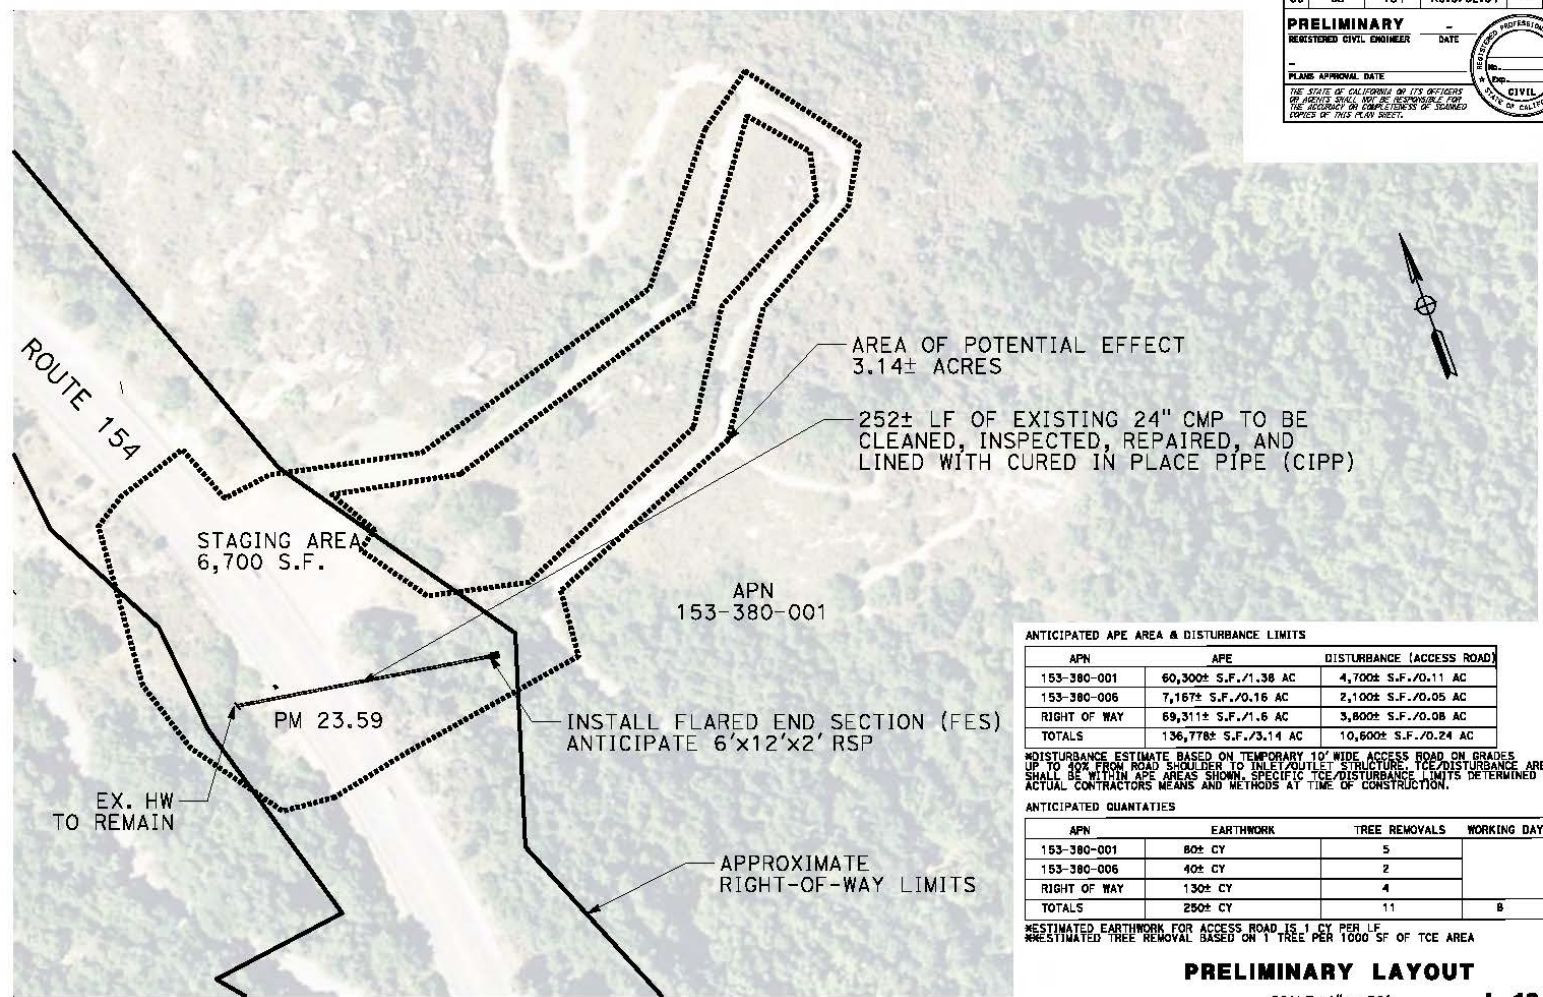 PRELIMINARY -
REGISTERED CIVIL ENGINEER DATE
-
PLANS APPROVAL DATE
THE STATE OF CALIFORNIA OR ITS OFFICERS
OR AGENTS SHALL NOT BE RESPONSIBLE FOR
THE ACCURACY OR COMPLETENESS OF SCANNED
COPIES OF THIS PLAN SHEET.
REGISTERED PROFESSIONAL
No.
Exp.
CIVIL
STATE OF CALIF
ROUTE 154
AREA OF POTENTIAL EFFECT
3.14± ACRES
252± LF OF EXISTING 24" CMP TO BE
CLEANED, INSPECTED, REPAIRED, AND
LINED WITH CURED IN PLACE PIPE (CIPP)
STAGING AREA
6,700 S.F.
APN
153-380-001
PM 23.59
INSTALL FLARED END SECTION (FES)
ANTICIPATE 6'x12'x2' RSP
EX. HW
TO REMAIN
APPROXIMATE
RIGHT-OF-WAY LIMITS
ANTICIPATED APE AREA & DISTURBANCE LIMITS
APN APE DISTURBANCE (ACCESS ROAD)
153-380-001 60,300± S.F./1.38 AC 4,700± S.F./0.11 AC
153-380-006 7,167± S.F./0.16 AC 2,100± S.F./0.05 AC
RIGHT OF WAY 69,311± S.F./1.6 AC 3,800± S.F./0.08 AC
TOTALS 136,778± S.F./3.14 AC 10,600± S.F./0.24 AC
*DISTURBANCE ESTIMATE BASED ON TEMPORARY 10' WIDE ACCESS ROAD ON GRADES
UP TO 40% FROM ROAD SHOULDER TO INLET/OUTLET STRUCTURE. TCE/DISTURBANCE ARE
SHALL BE WITHIN APE AREAS SHOWN. SPECIFIC TCE/DISTURBANCE LIMITS DETERMINED
ACTUAL CONTRACTORS MEANS AND METHODS AT TIME OF CONSTRUCTION.
ANTICIPATED QUANTATIES
APN EARTHWORK TREE REMOVALS WORKING DAY
153-380-001 80± CY 5
153-380-006 40± CY 2
RIGHT OF WAY 130± CY 4
TOTALS 250± CY 11 8
*ESTIMATED EARTHWORK FOR ACCESS ROAD IS 1 CY PER LF
**ESTIMATED TREE REMOVAL BASED ON 1 TREE PER 1000 SF OF TCE AREA
PRELIMINARY LAYOUT